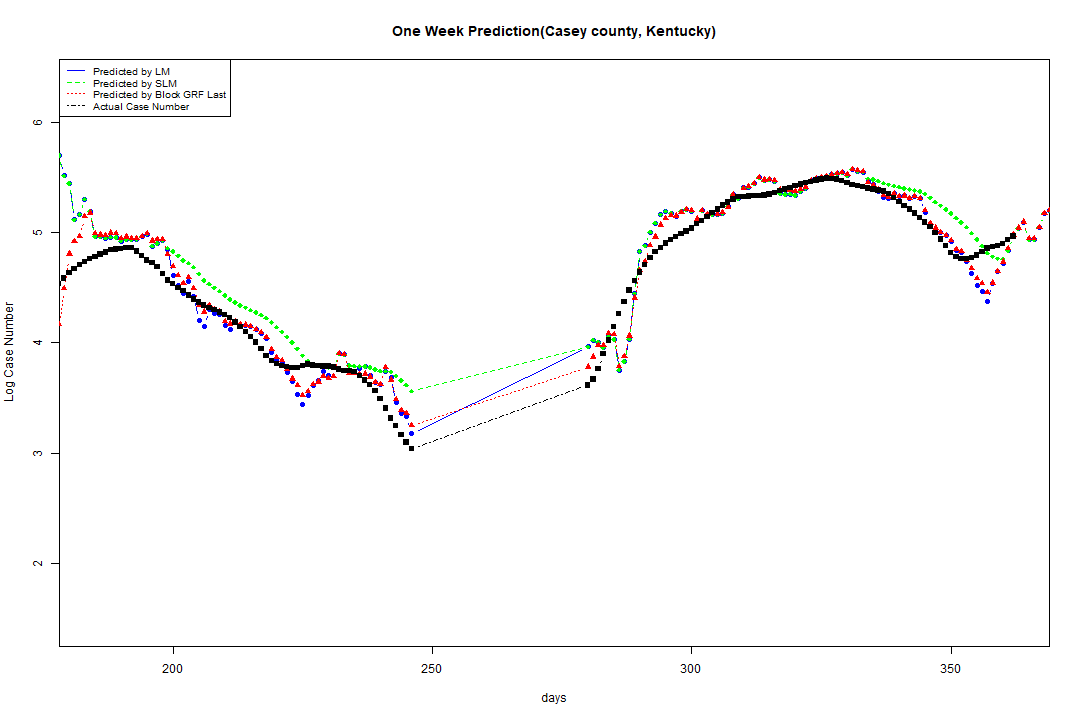 One Week Prediction(Casey county, Kentucky)
Predicted by LM
Predicted by SLM
Predicted by Block GRF Last
Actual Case Number
6
5
4
3
2
Log Case Number
200
250
300
350
days